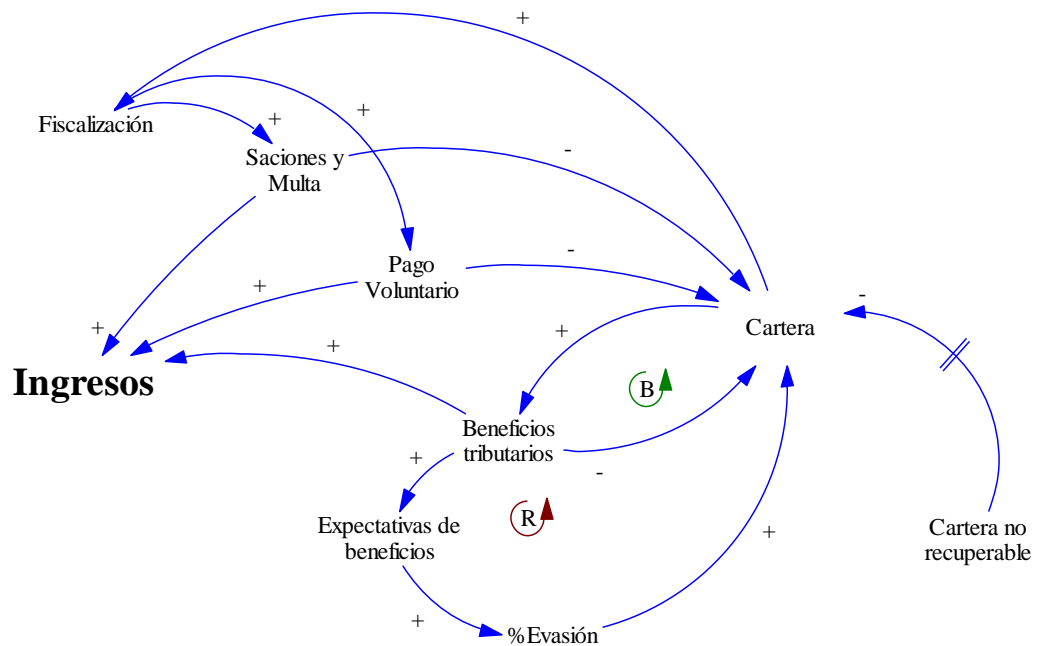 +
Fiscalización
+
+
Saciones y
Multa
-
Pago
Voluntario
-
+
-
Cartera
+
+
+
Ingresos
B
Beneficios
tributarios
+
-
R
Expectativas de
beneficios
+
Cartera no
recuperable
+
%Evasión